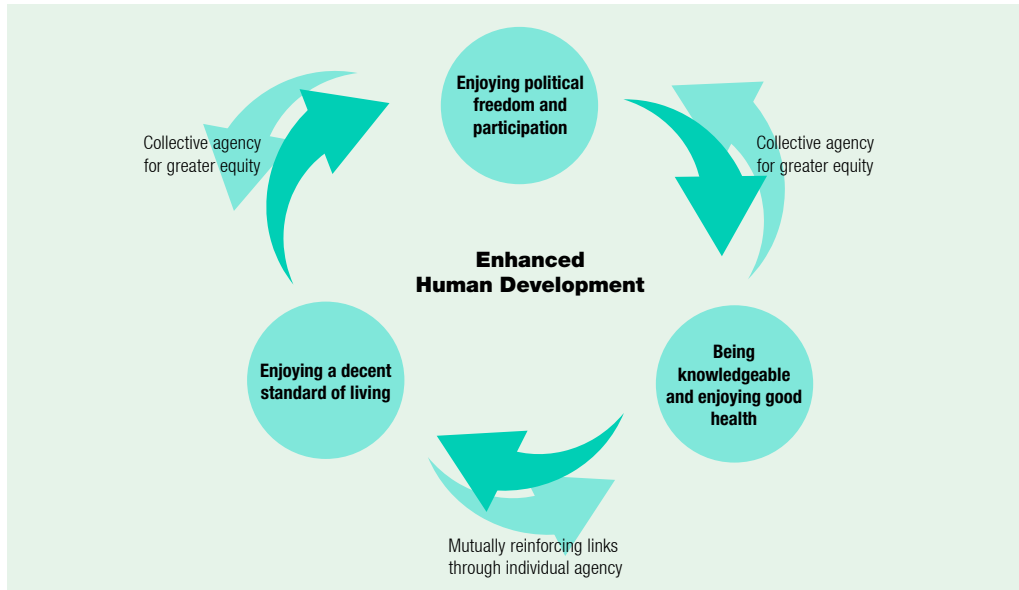 Enjoying political
freedom and
participation
Collective agency
for greater equity
Collective agency
for greater equity
Enhanced
Human Development
Enjoying a decent
standard of living
Being
knowledgeable
and enjoying good
health
Mutually reinforcing links
through individual agency